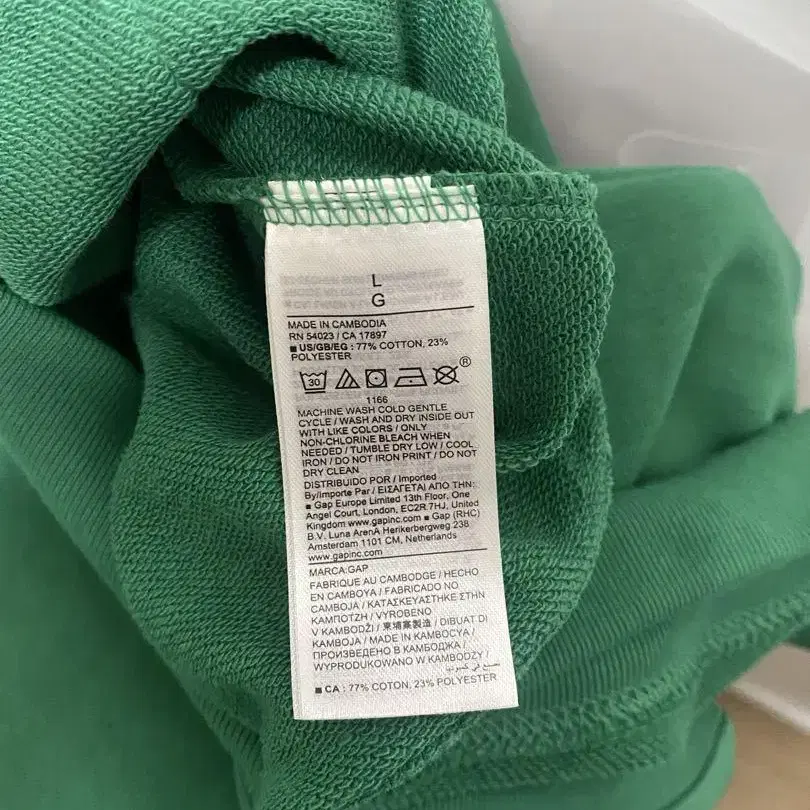 L
G
MADE IN CAMBODIA
RN 54023 / CA 17897
■ US/GB/EG : 77% COTTON, 23%
POLYESTER
30
®
1166
MACHINE WASH COLD GENTLE
CYCLE / WASH AND DRY INSIDE OUT
WITH LIKE COLORS / ONLY
NON-CHLORINE BLEACH WHEN
NEEDED / TUMBLE DRY LOW / COOL
IRON / DO NOT IRON PRINT / DO NOT
DRY CLEAN
DISTRIBUIDO POR / Imported
By/Importe Par / ΕΙΣΑΓΕΤΑΙ ΑΠΟ ΤΗΝ:
■ Gap Europe Limited 13th Floor, One
Angel Court, London, EC2R 7HJ, United
Kingdom www.gapinc.com ■ Gap (RHC)
B.V. Luna ArenA Herikerbergweg 238
Amsterdam 1101 CM, Netherlands
www.gapinc.com
MARCA:GAP
FABRIQUE AU CAMBODGE / HECHO
EN CAMBOYA / FABRICADO NO
CAMBOJA / ΚΑΤΑΣΚΕΥΑΣΤΗΚΕ ΣΤΗΝ
ΚΑΜΠΟΤΖΗ / VYROBENO
V KAMBODŽI / 柬埔寨製造 / DIBUAT DI
KAMBOJA / MADE IN КАМБОСУА /
ПРОИЗВЕДЕНО В КАМБОДЖА /
WYPRODUKOWANO W KAMBODŻY /
صنع في كمبوديا
■ CA : 77% COTON, 23% POLYESTER